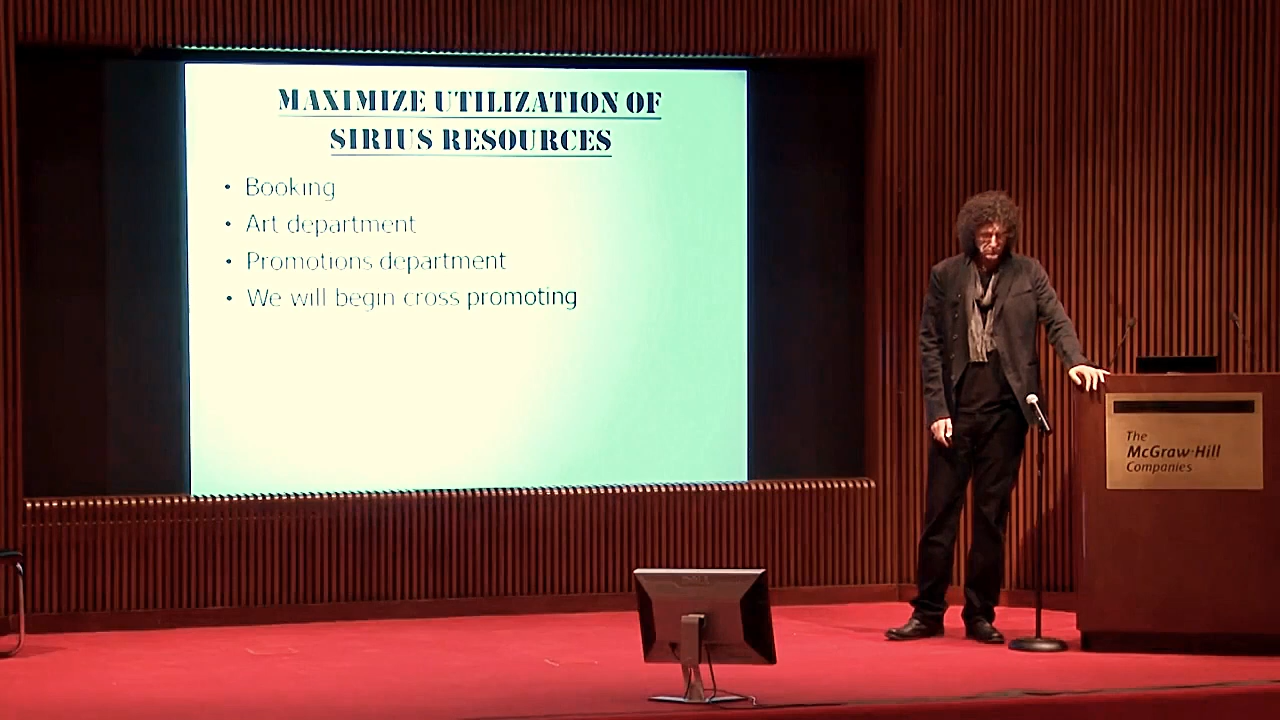 MAXIMIZE UTILIZATION OF
SIRIUS RESOURCES
• Booking
• Art department
• Promotions department
• We will begin cross promoting
The
McGraw·Hill
Companies